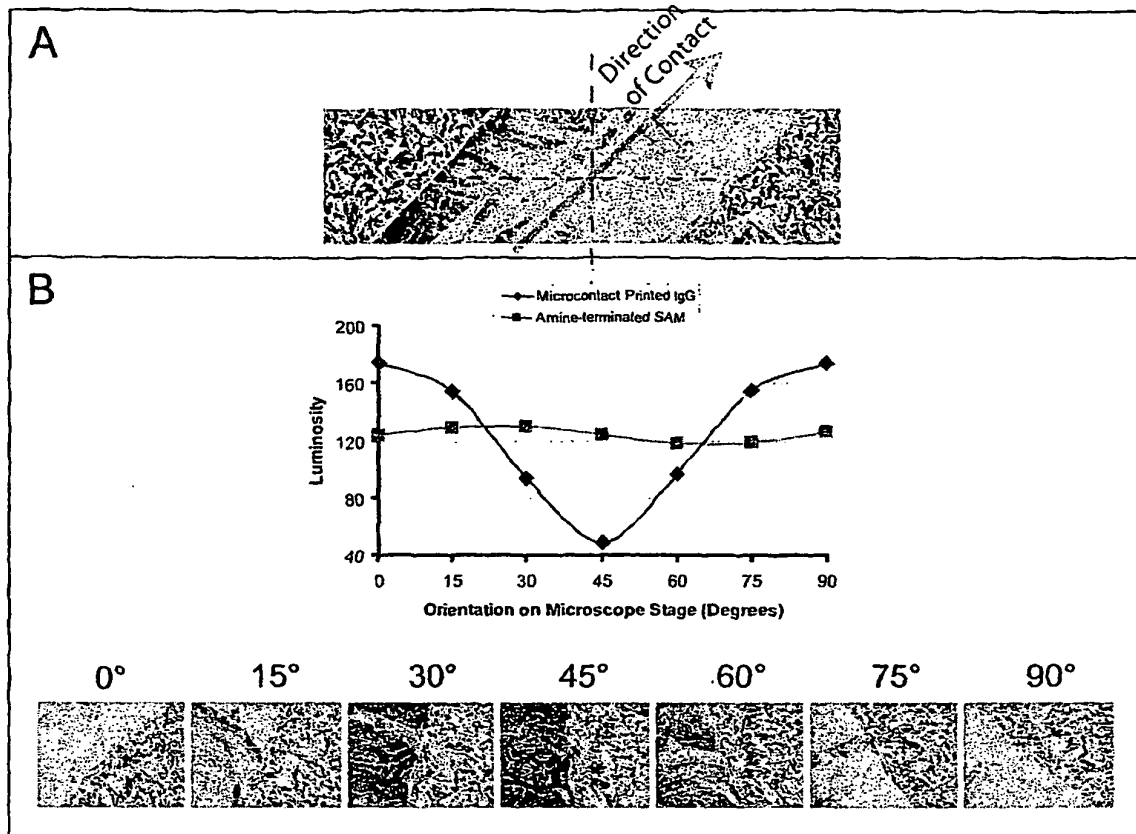 A
Direction
of Contact
B
Microcontact Printed IgG
Amine-terminated SAM
200
160
120
80
40
Luminosity
0 15 30 45 60 75 90
Orientation on Microscope Stage (Degrees)
0° 15° 30° 45° 60° 75° 90°